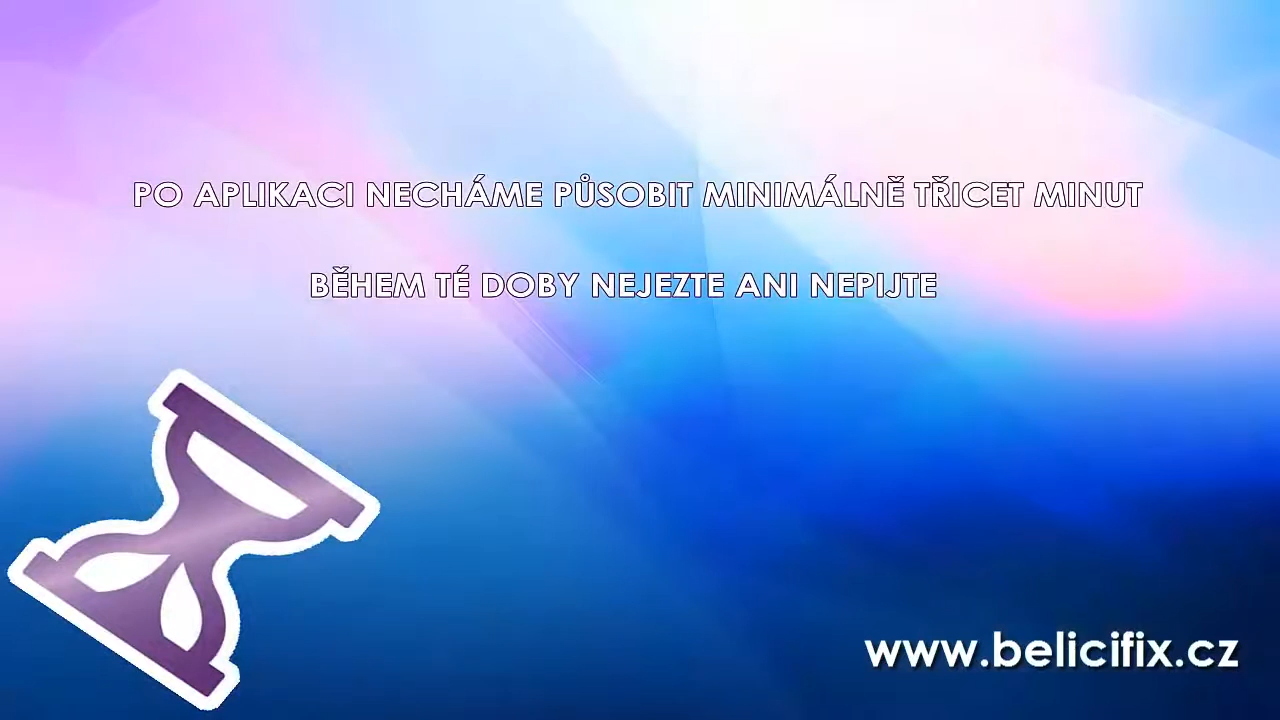 PO APLIKACI NECHÁME PŮSOBIT MINIMÁLNĚ TŘICET MINUT
BĚHEM TÉ DOBY NEJEZTE ANI NEPIJTE
www.belicifix.cz